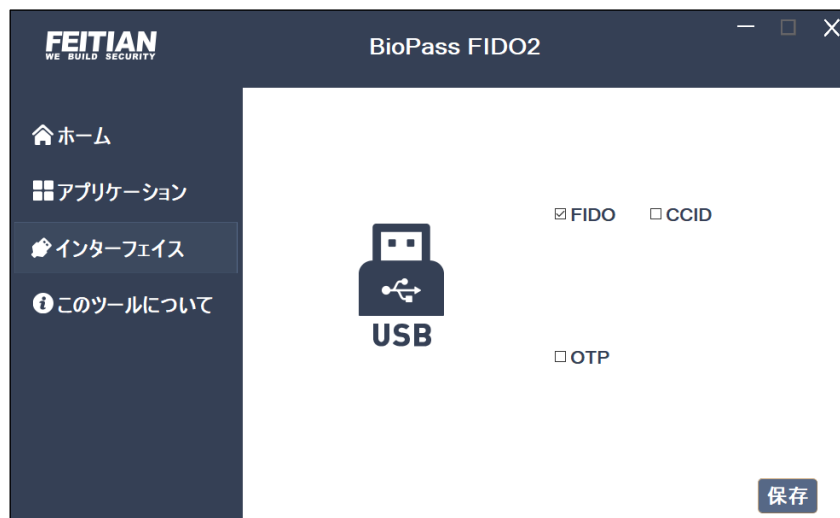 FEITIAN
WE BUILD SECURITY
BioPass FIDO2
ホーム
アプリケーション
インターフェイス
このツールについて
USB
FIDO
CCID
OTP
保存